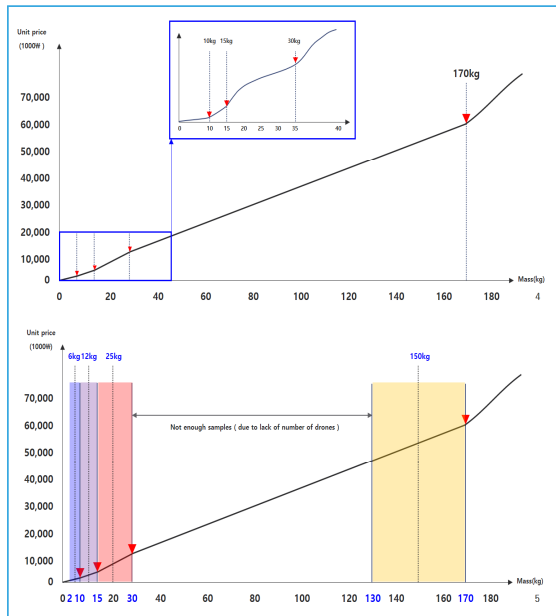 Unit price
(1000₩)
70,000
60,000
50,000
40,000
30,000
20,000
10,000
0
10kg 15kg 30kg
0 10 15 20 25 30 35 40
170kg
0 20 40 60 80 100 120 140 160 180 Mass(kg) 4
Unit price
(1000₩)
6kg 12kg 25kg 150kg
70,000
60,000
50,000
40,000
30,000
20,000
10,000
0
Not enough samples ( due to lack of number of drones )
0 2 10 15 20 30 40 60 80 100 130 140 160 170 180 Mass(kg) 5